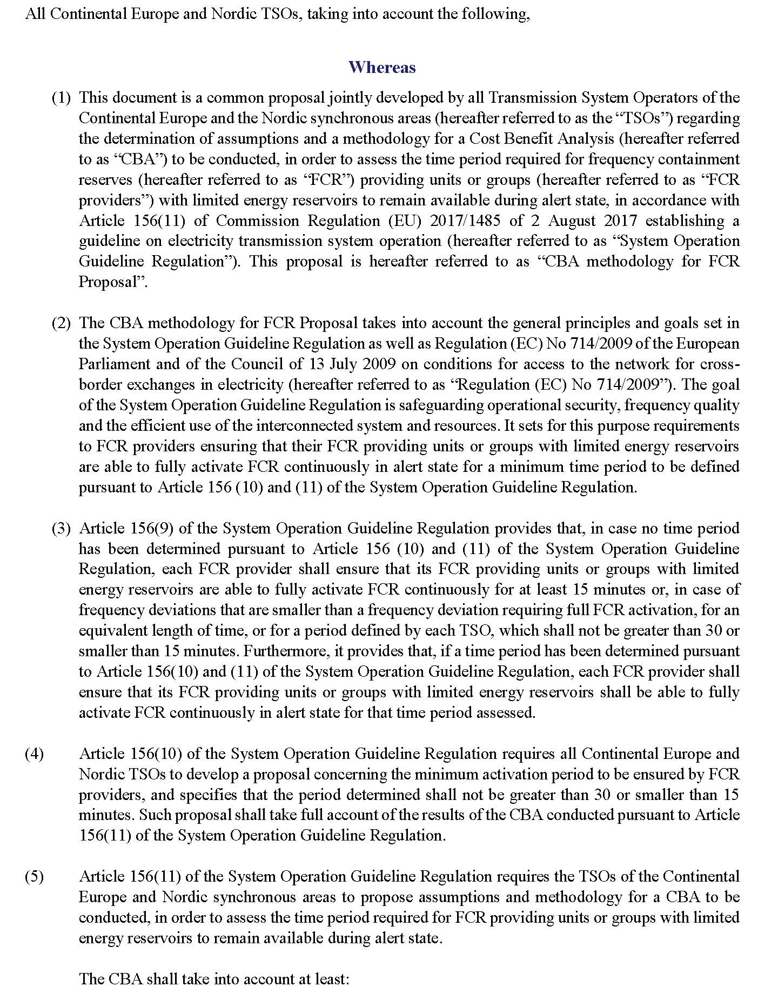 All Continental Europe and Nordic TSOs, taking into account the following,
Whereas
(1) This document is a common proposal jointly developed by all Transmission System Operators of the
Continental Europe and the Nordic synchronous areas (hereafter referred to as the “TSOs”) regarding
the determination of assumptions and a methodology for a Cost Benefit Analysis (hereafter referred
to as “CBA”) to be conducted, in order to assess the time period required for frequency containment
reserves (hereafter referred to as “FCR”) providing units or groups (hereafter referred to as “FCR
providers”) with limited energy reservoirs to remain available during alert state, in accordance with
Article 156(11) of Commission Regulation (EU) 2017/1485 of 2 August 2017 establishing a
guideline on electricity transmission system operation (hereafter referred to as “System Operation
Guideline Regulation”). This proposal is hereafter referred to as “CBA methodology for FCR
Proposal”.
(2) The CBA methodology for FCR Proposal takes into account the general principles and goals set in
the System Operation Guideline Regulation as well as Regulation (EC) No 714/2009 of the European
Parliament and of the Council of 13 July 2009 on conditions for access to the network for cross-
border exchanges in electricity (hereafter referred to as “Regulation (EC) No 714/2009”). The goal
of the System Operation Guideline Regulation is safeguarding operational security, frequency quality
and the efficient use of the interconnected system and resources. It sets for this purpose requirements
to FCR providers ensuring that their FCR providing units or groups with limited energy reservoirs
are able to fully activate FCR continuously in alert state for a minimum time period to be defined
pursuant to Article 156 (10) and (11) of the System Operation Guideline Regulation.
(3) Article 156(9) of the System Operation Guideline Regulation provides that, in case no time period
has been determined pursuant to Article 156 (10) and (11) of the System Operation Guideline
Regulation, each FCR provider shall ensure that its FCR providing units or groups with limited
energy reservoirs are able to fully activate FCR continuously for at least 15 minutes or, in case of
frequency deviations that are smaller than a frequency deviation requiring full FCR activation, for an
equivalent length of time, or for a period defined by each TSO, which shall not be greater than 30 or
smaller than 15 minutes. Furthermore, it provides that, if a time period has been determined pursuant
to Article 156(10) and (11) of the System Operation Guideline Regulation, each FCR provider shall
ensure that its FCR providing units or groups with limited energy reservoirs shall be able to fully
activate FCR continuously in alert state for that time period assessed.
(4) Article 156(10) of the System Operation Guideline Regulation requires all Continental Europe and
Nordic TSOs to develop a proposal concerning the minimum activation period to be ensured by FCR
providers, and specifies that the period determined shall not be greater than 30 or smaller than 15
minutes. Such proposal shall take full account of the results of the CBA conducted pursuant to Article
156(11) of the System Operation Guideline Regulation.
(5) Article 156(11) of the System Operation Guideline Regulation requires the TSOs of the Continental
Europe and Nordic synchronous areas to propose assumptions and methodology for a CBA to be
conducted, in order to assess the time period required for FCR providing units or groups with limited
energy reservoirs to remain available during alert state.
The CBA shall take into account at least: